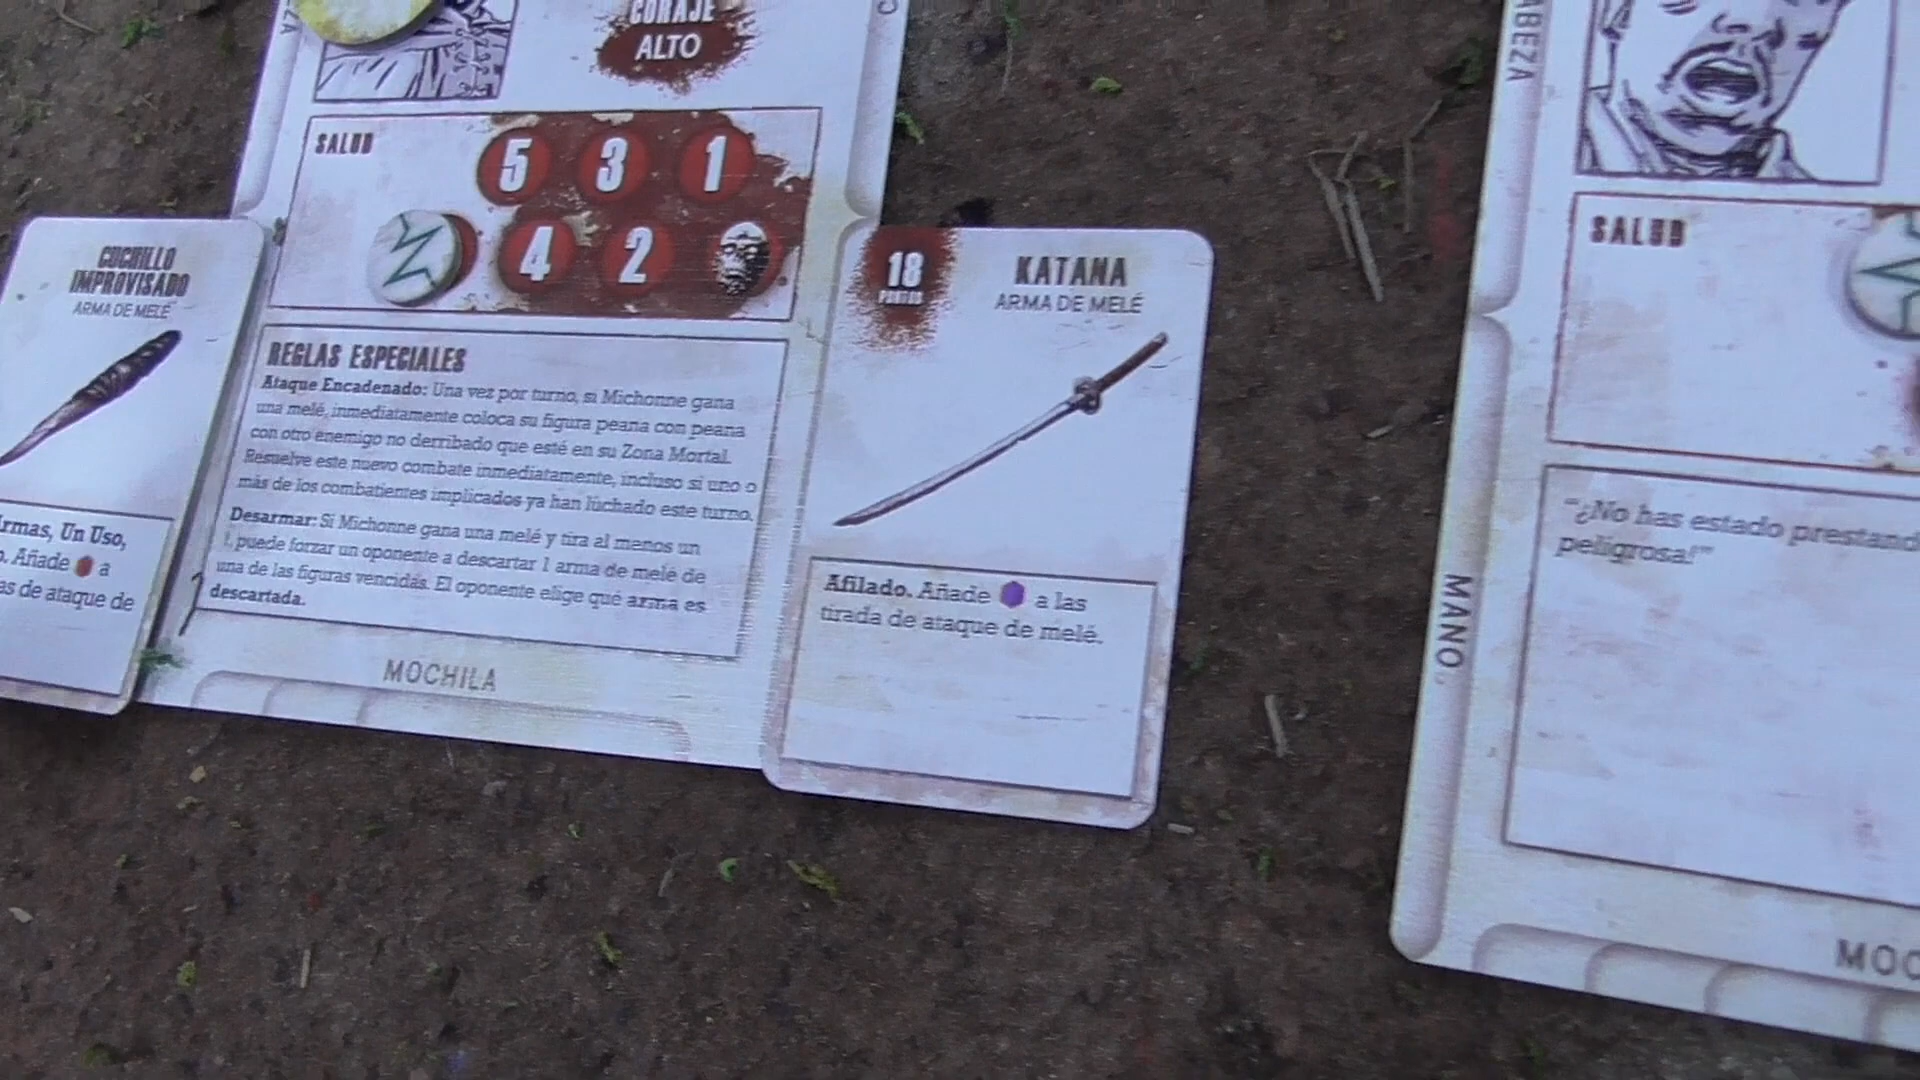 CORAJE
ALTO
SALUD
5 3 1
4 2
REGLAS ESPECIALES
Ataque Encadenado: Una vez por turno, si Michonne gana
una melé, inmediatamente coloca su figura peana con peana
con otro enemigo no derribado que esté en su Zona Mortal.
Resuelve este nuevo combate inmediatamente, incluso si uno o
más de los combatientes implicados ya han luchado este turno.
Desarmar: Si Michonne gana una melé y tira al menos un
!, puede forzar un oponente a descartar 1 arma de melé de
una de las figuras vencidas. El oponente elige qué arma es
descartada.
MOCHILA
CUCHILLO
IMPROVISADO
ARMA DE MELÉ
Armas, Un Uso,
Añade a
as de ataque de
18
PUNTOS
KATANA
ARMA DE MELÉ
Afilado. Añade a las
tirada de ataque de melé.
ABEZA
SALUD
MANO
"¿No has estado prestand
peligrosa!"
MOC